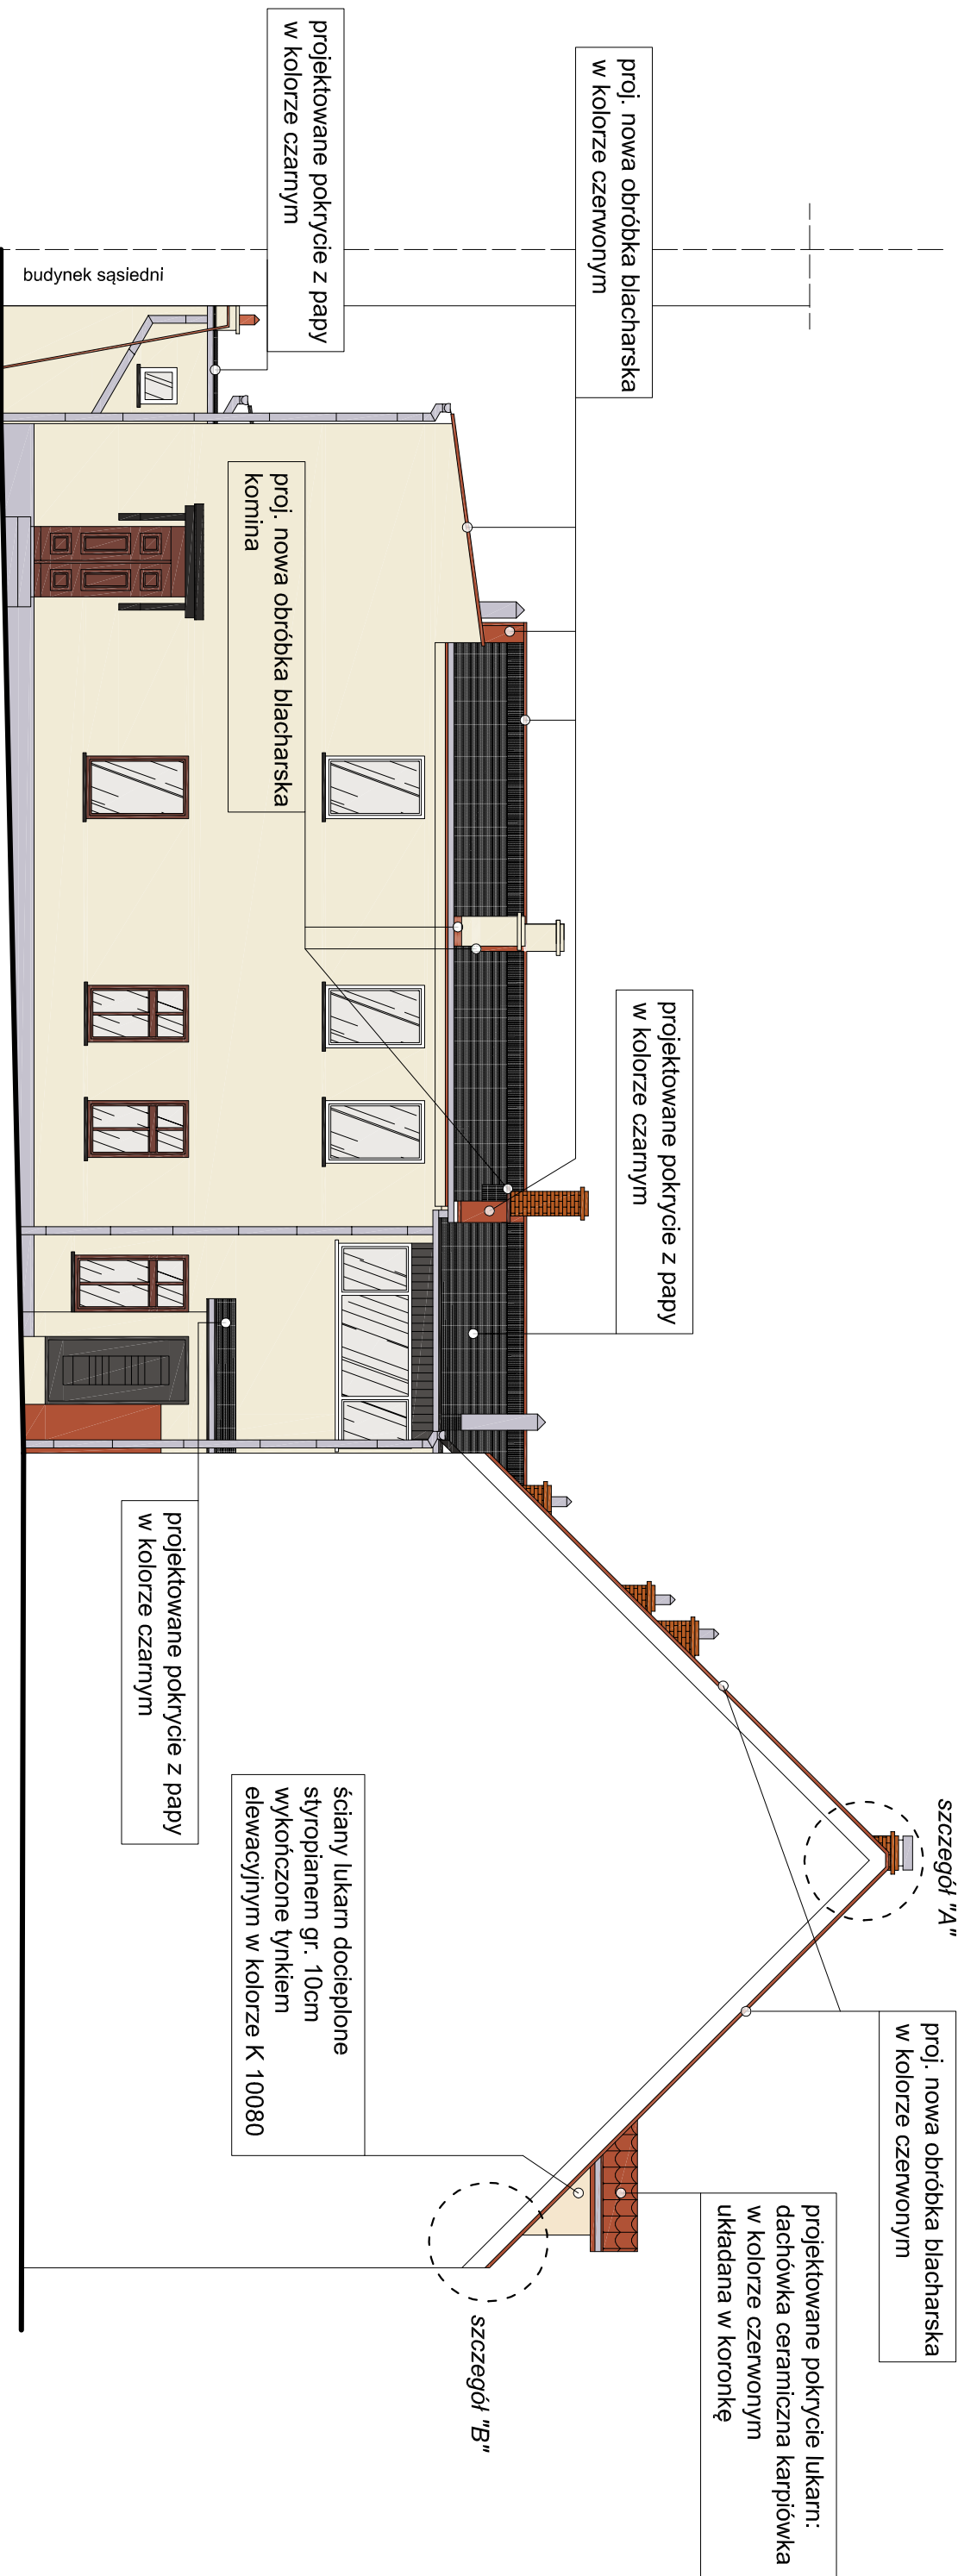 projektowane pokrycie z papy
w kolorze czarnym
proj. nowa obróbka blacharska
w kolorze czerwonym
budynek sąsiedni
proj. nowa obróbka blacharska
komina
projektowane pokrycie z papy
w kolorze czarnym
projektowane pokrycie z papy
w kolorze czarnym
ściany lukarn docieplone
styropianem gr. 10cm
wykończone tynkiem
elewacyjnym w kolorze K 10080
szczegół "A"
proj. nowa obróbka blacharska
w kolorze czerwonym
projektowane pokrycie lukarn:
dachówka ceramiczna karpiówka
w kolorze czerwonym
układana w koronkę
szczegół "B"